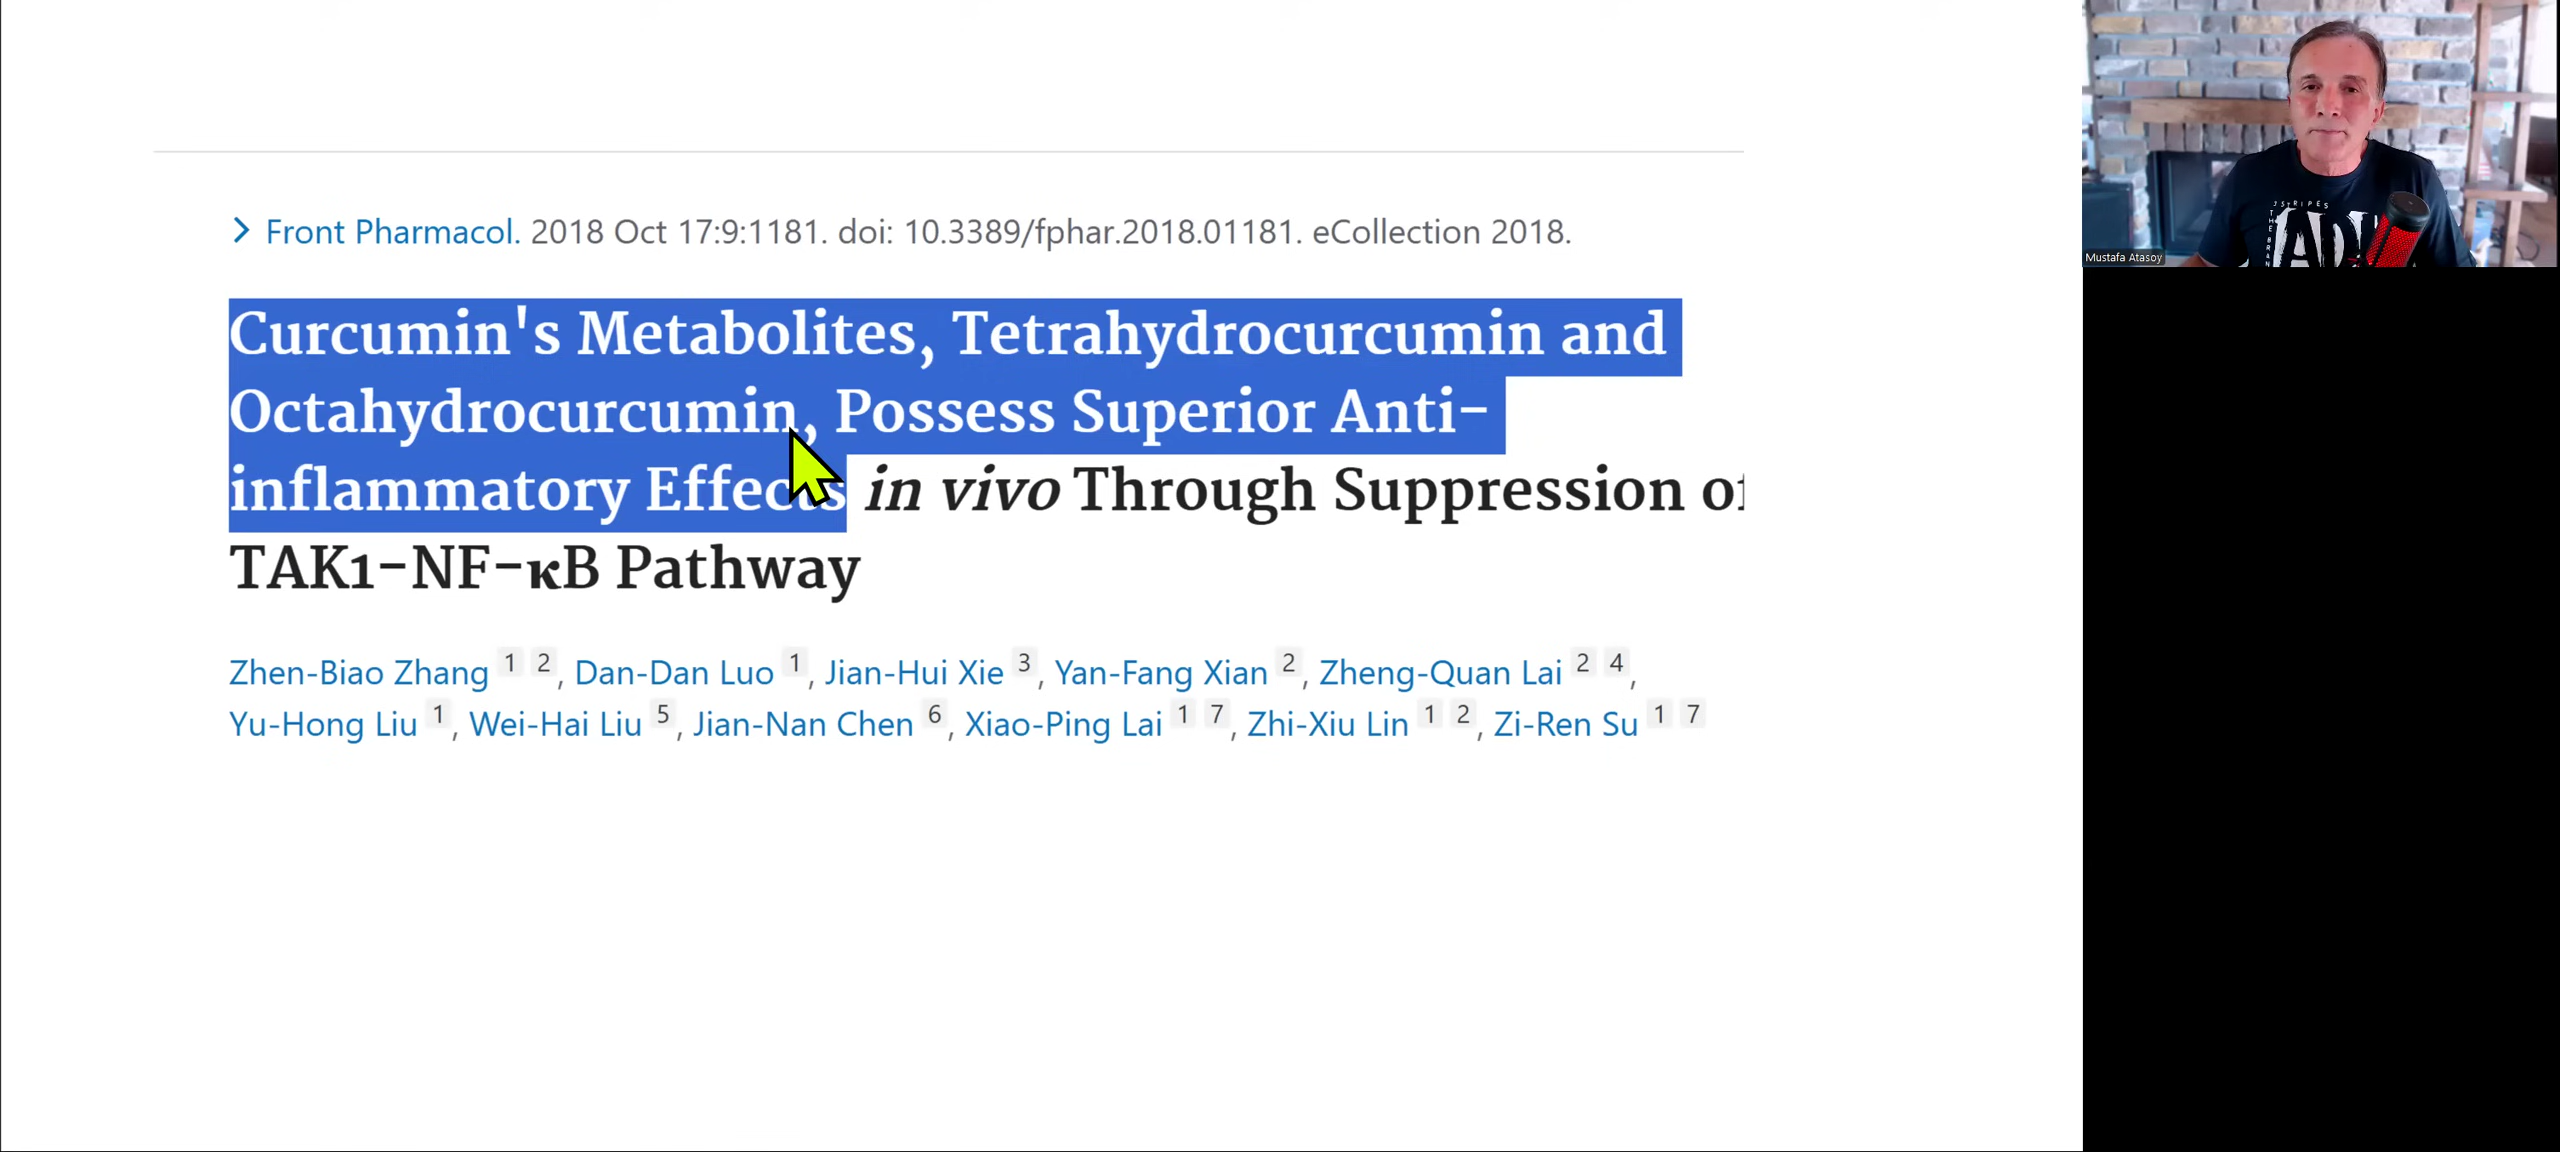 Front Pharmacol. 2018 Oct 17:9:1181. doi: 10.3389/fphar.2018.01181. eCollection 2018.
Curcumin's Metabolites, Tetrahydrocurcumin and
Octahydrocurcumin, Possess Superior Anti-
inflammatory Effects in vivo Through Suppression of
TAK1-NF-κB Pathway
Zhen-Biao Zhang 1 2, Dan-Dan Luo 1, Jian-Hui Xie 3, Yan-Fang Xian 2, Zheng-Quan Lai 2 4,
Yu-Hong Liu 1, Wei-Hai Liu 5, Jian-Nan Chen 6, Xiao-Ping Lai 1 7, Zhi-Xiu Lin 1 2, Zi-Ren Su 1 7
3STRIPES
Mustafa Atasoy